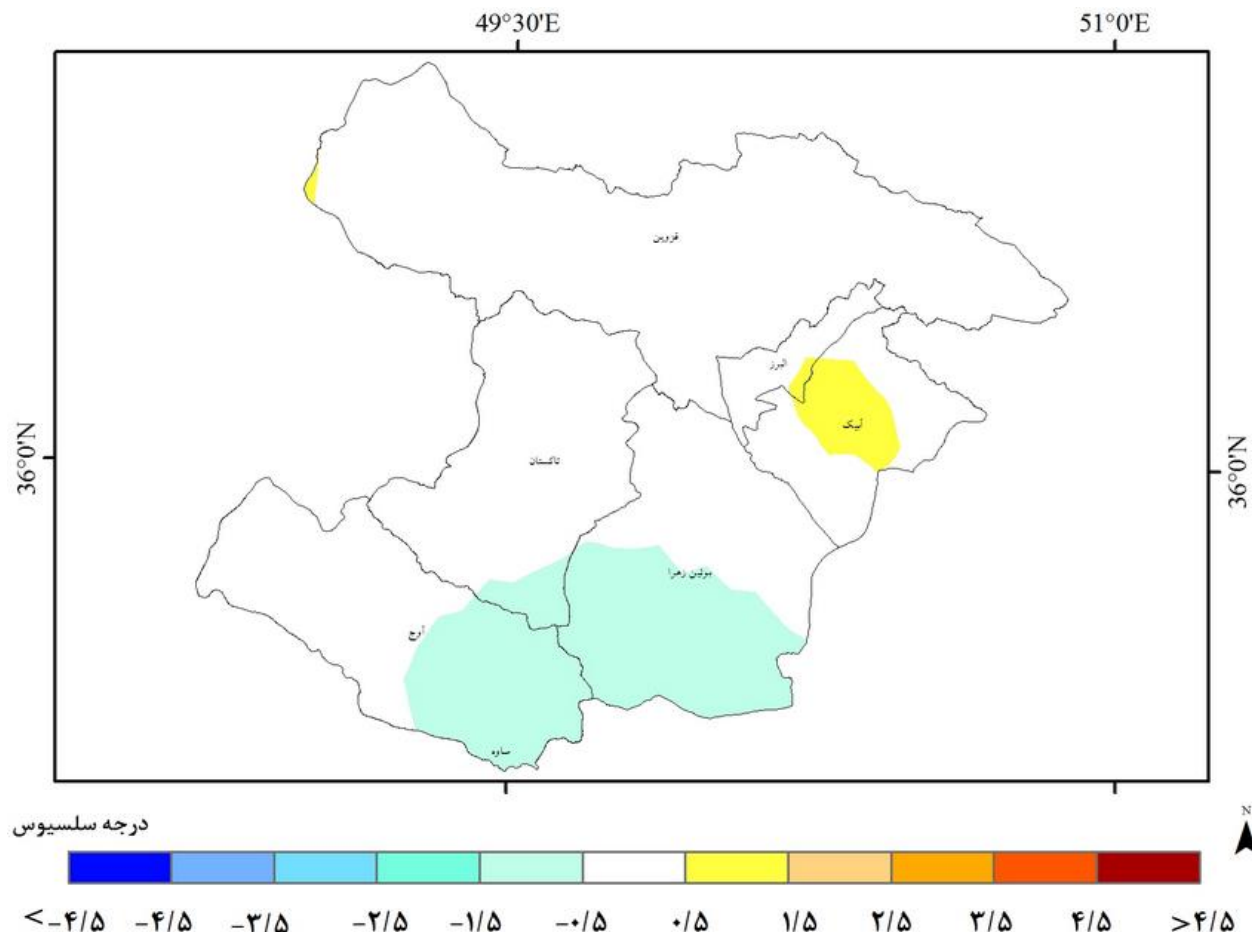 49°30'E 51°0'E
قزوین
البرز
آبیک
36°0'N 36°0'N
تاکستان
بوئین زهرا
آوج
ساوه
درجه سلسیوس
N
<-۴/۵ -۴/۵ -۳/۵ -۲/۵ -۱/۵ -۰/۵ ۰/۵ ۱/۵ ۲/۵ ۳/۵ ۴/۵ >۴/۵